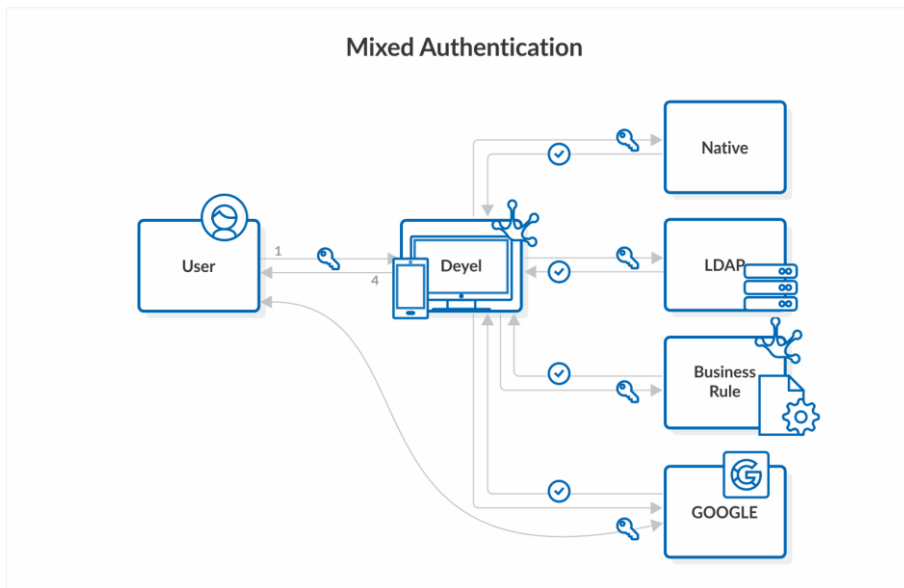 Mixed Authentication
Native
User
1
4
Deyel
LDAP
Business
Rule
G
GOOGLE